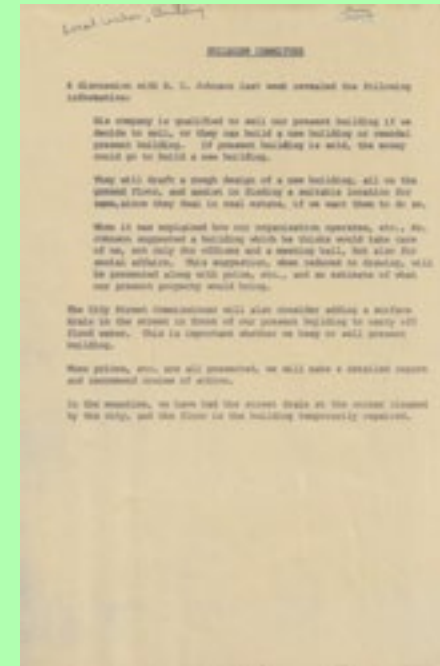 Local union, Building
BUILDING COMMITTEE
A discussion with R. L. Johnson last week revealed the following
information:
His company is qualified to sell our present building if we
decide to sell, or they can build a new building or remodel
present building. If present building is sold, the money
could go to build a new building.
They will draft a rough design of a new building, all on the
ground floor, and assist in finding a suitable location for
same, since they deal in real estate, if we want them to do so.
When it was explained how our organization operates, etc., Mr.
Johnson suggested a building which he thinks would take care
of us, not only for offices and a meeting hall, but also for
social affairs. This suggestion, when reduced to drawing, will
be presented along with price, etc., and an estimate of what
our present property would bring.
The City Street Commissioner will also consider adding a surface
drain in the street in front of our present building to carry off
flood water. This is important whether we keep or sell present
building.
When prices, etc. are all presented, we will make a detailed report
and recommend course of action.
In the meantime, we have had the street drain at the corner cleaned
by the city, and the floor in the building temporarily repaired.